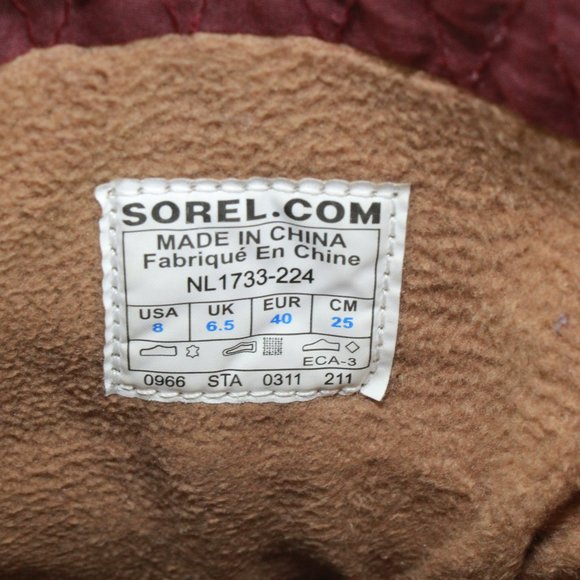 SOREL.COM
MADE IN CHINA
Fabriqué En Chine
NL1733-224
USA UK EUR CM
8 6.5 40 25
ECA-3
0966 STA 0311 211